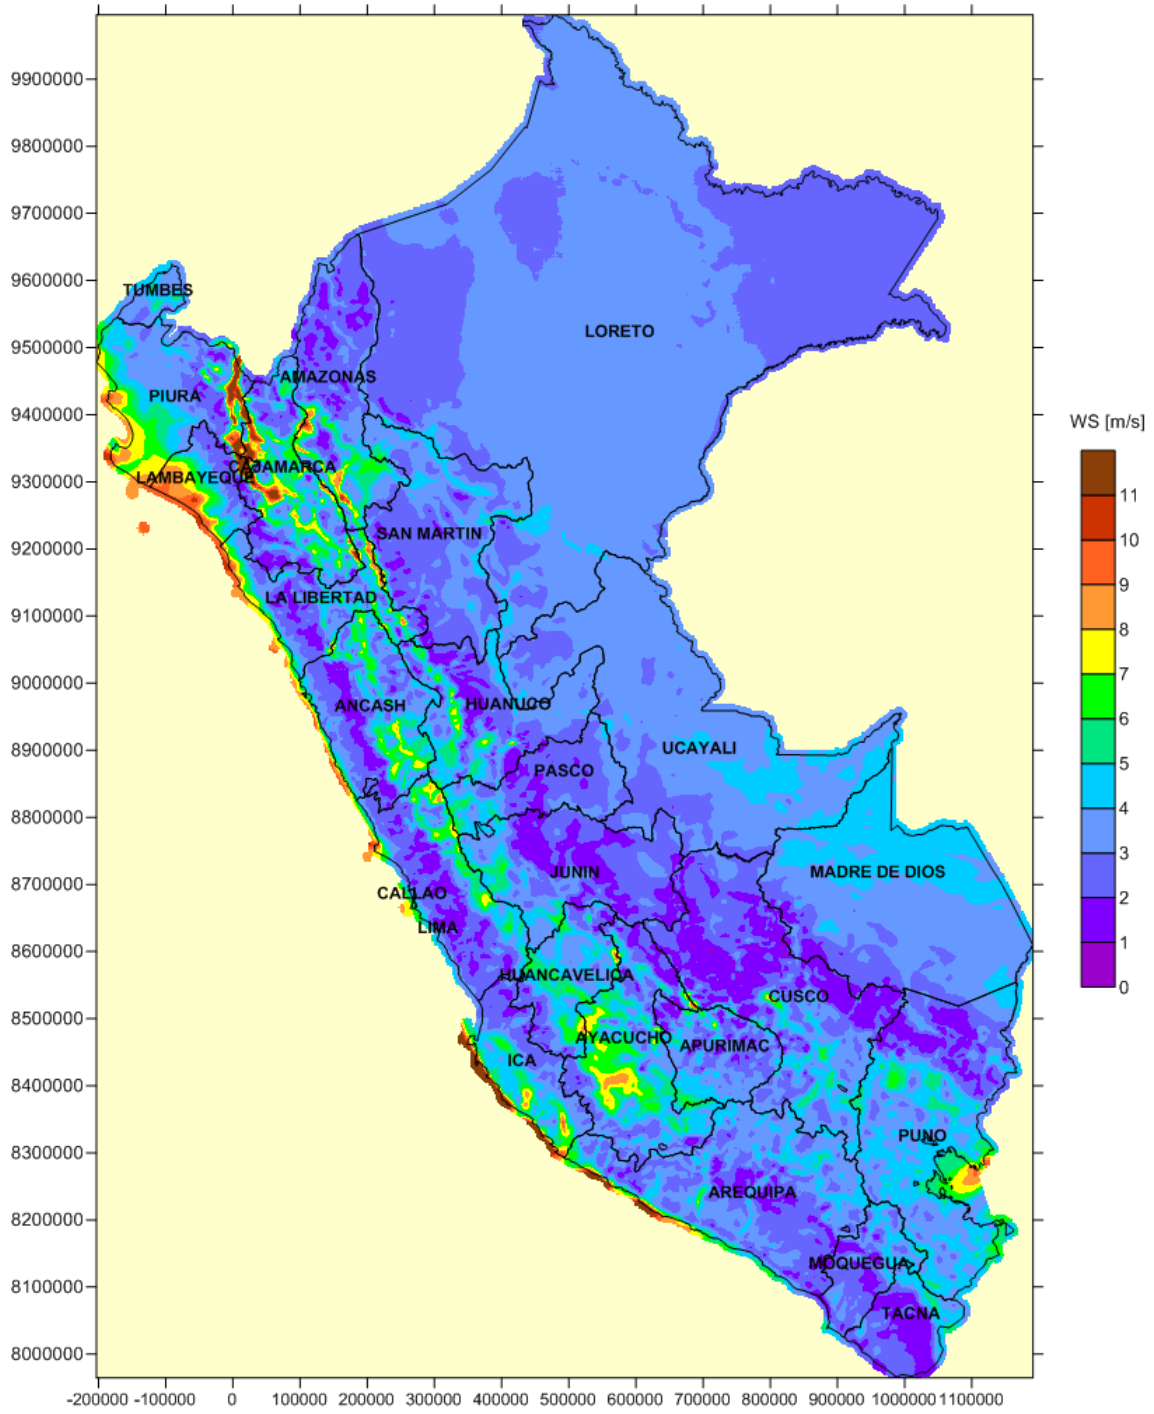 9900000
9800000
9700000
9600000
9500000
9400000
9300000
9200000
9100000
9000000
8900000
8800000
8700000
8600000
8500000
8400000
8300000
8200000
8100000
8000000
TUMBES
LORETO
AMAZONAS
PIURA
CAJAMARCA
LAMBAYEQUE
SAN MARTIN
LA LIBERTAD
ANCASH
HUANUCO
UCAYALI
PASCO
JUNIN
MADRE DE DIOS
CALLAO
LIMA
HUANCAVELICA
CUSCO
AYACUCHO
APURIMAC
ICA
PUNO
AREQUIPA
MOQUEGUA
TACNA
-200000 -100000 0 100000 200000 300000 400000 500000 600000 700000 800000 900000 1000000 1100000
WS [m/s]
11
10
9
8
7
6
5
4
3
2
1
0